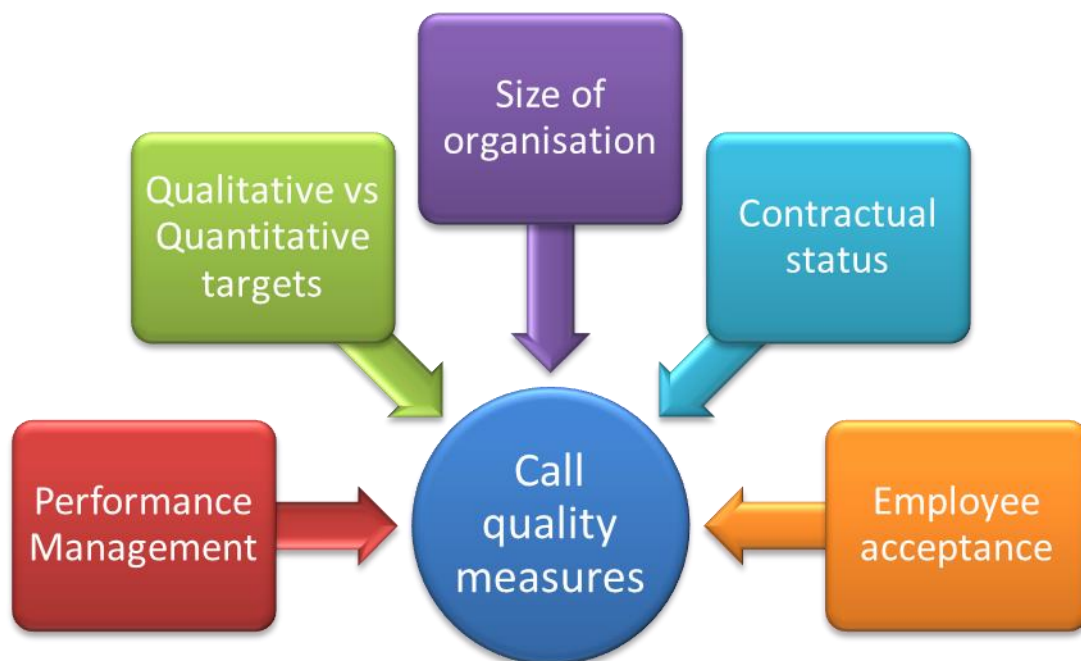 Size of
organisation
Qualitative vs
Quantitative
targets
Contractual
status
Performance
Management
Call
quality
measures
Employee
acceptance